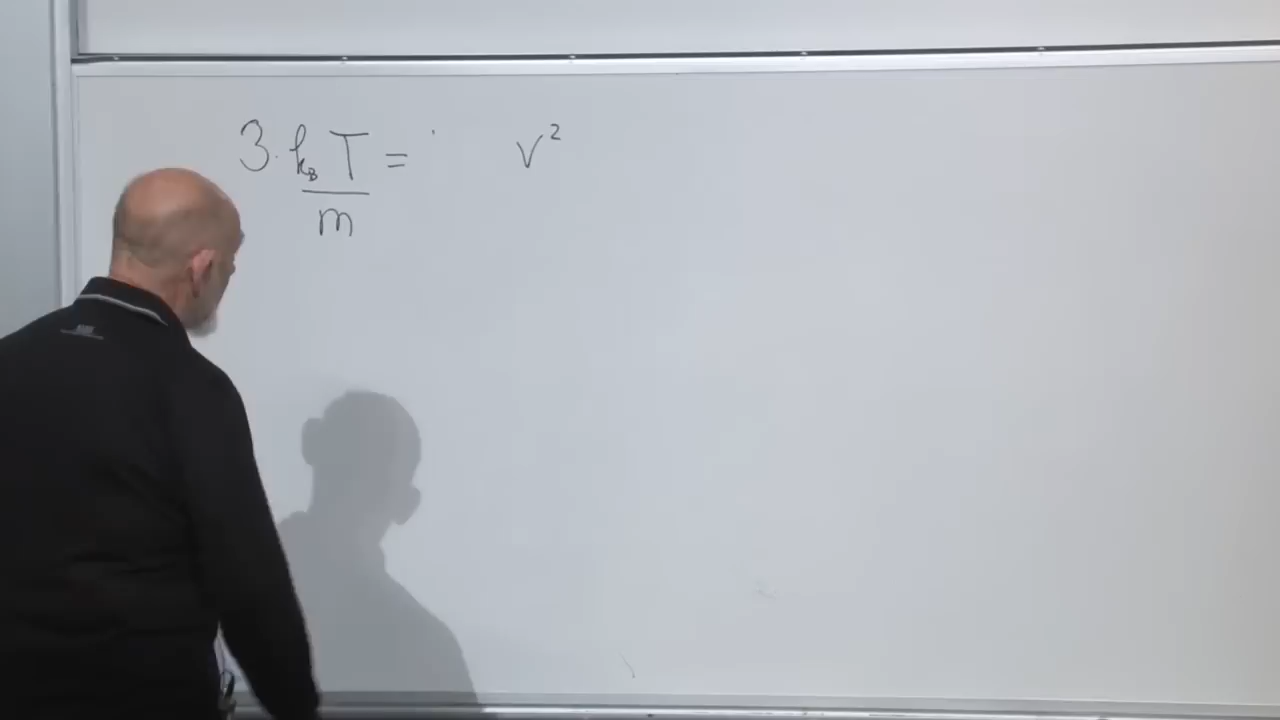 3 · k_B T = v²
m